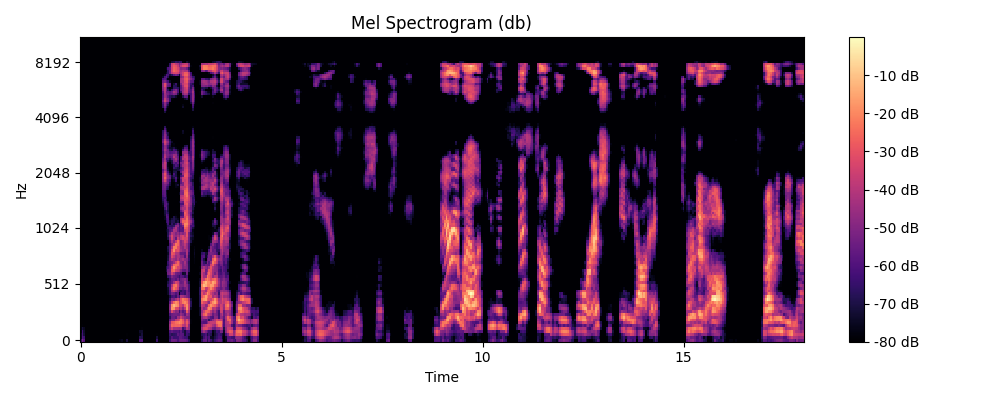 Mel Spectrogram (db)
Hz
8192
4096
2048
1024
512
0
0 5 10 15
Time
-10 dB
-20 dB
-30 dB
-40 dB
-50 dB
-60 dB
-70 dB
-80 dB